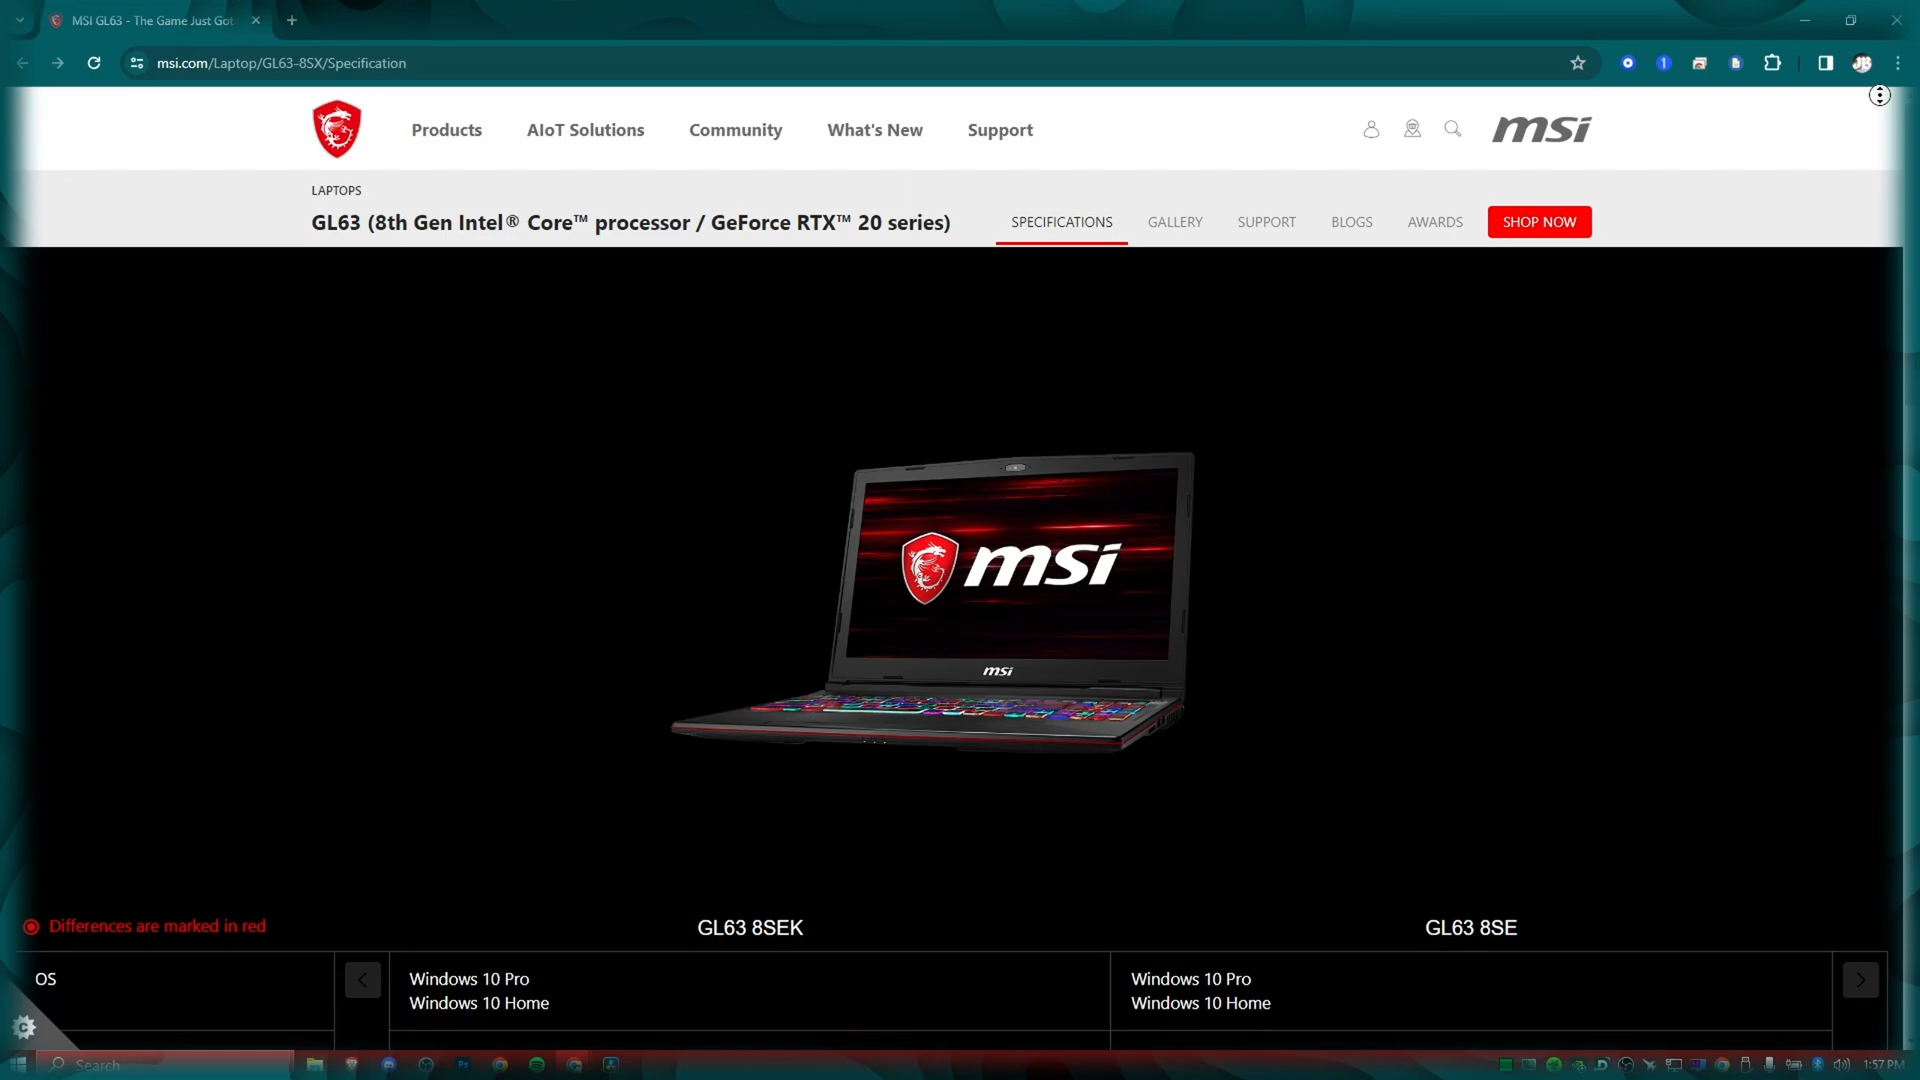 MSI GL63 - The Game Just Got
msi.com/Laptop/GL63-8SX/Specification
Products
AIoT Solutions
Community
What's New
Support
msi
LAPTOPS
GL63 (8th Gen Intel® Core™ processor / GeForce RTX™ 20 series)
SPECIFICATIONS
GALLERY
SUPPORT
BLOGS
AWARDS
SHOP NOW
msi
msi
Differences are marked in red
GL63 8SEK
GL63 8SE
OS
Windows 10 Pro
Windows 10 Home
Windows 10 Pro
Windows 10 Home
Search
1:57 PM